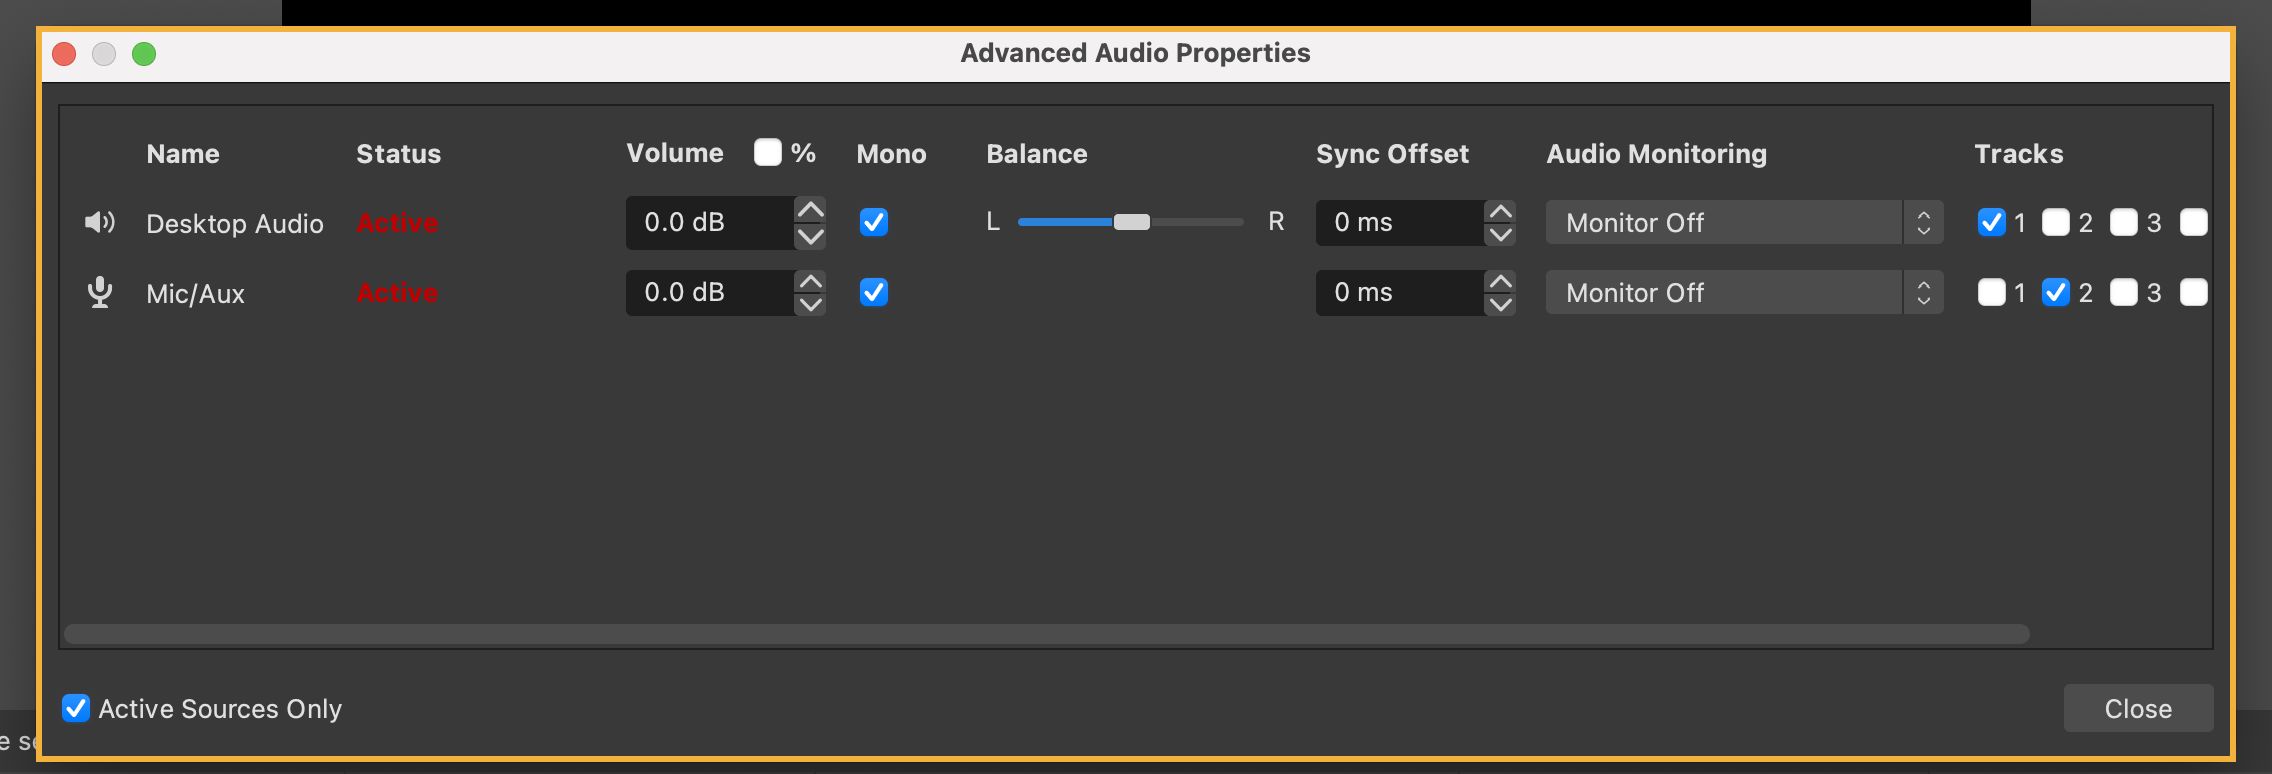 Advanced Audio Properties
Name Status Volume % Mono Balance Sync Offset Audio Monitoring Tracks
Desktop Audio Active 0.0 dB L R 0 ms Monitor Off 1 2 3
Mic/Aux Active 0.0 dB 0 ms Monitor Off 1 2 3
Active Sources Only Close
e se